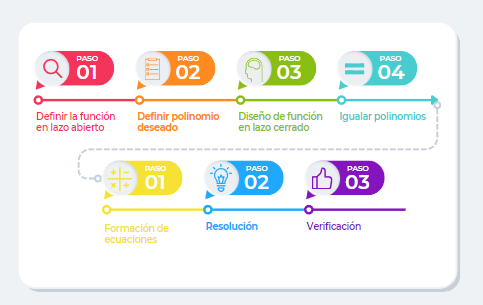 PASO
01
PASO
02
PASO
03
PASO
04
Definir la función
en lazo abierto
Definir polinomio
deseado
Diseño de función
en lazo cerrado
Igualar polinomios
PASO
01
PASO
02
PASO
03
Formación de
ecuaciones
Resolución
Verificación